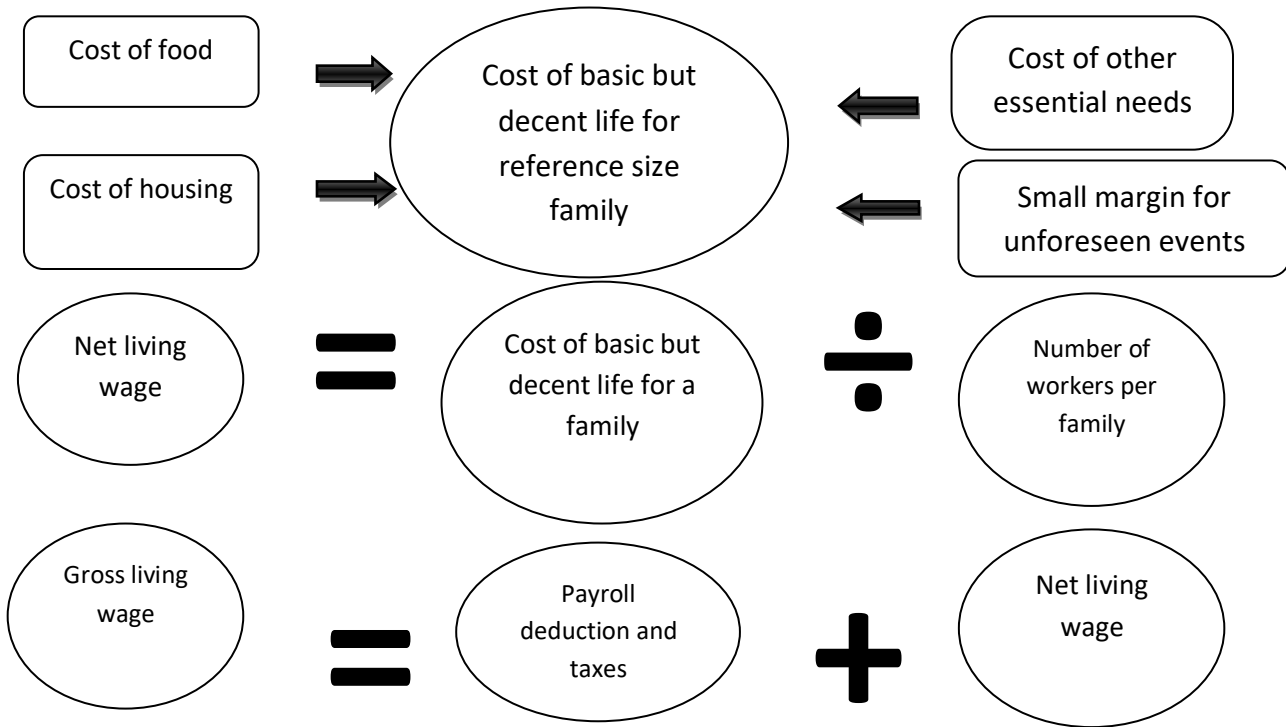 Cost of food
Cost of housing
Cost of basic but
decent life for
reference size
family
Cost of other
essential needs
Small margin for
unforeseen events
Net living
wage
=
Cost of basic but
decent life for a
family
÷
Number of
workers per
family
Gross living
wage
=
Payroll
deduction and
taxes
+
Net living
wage